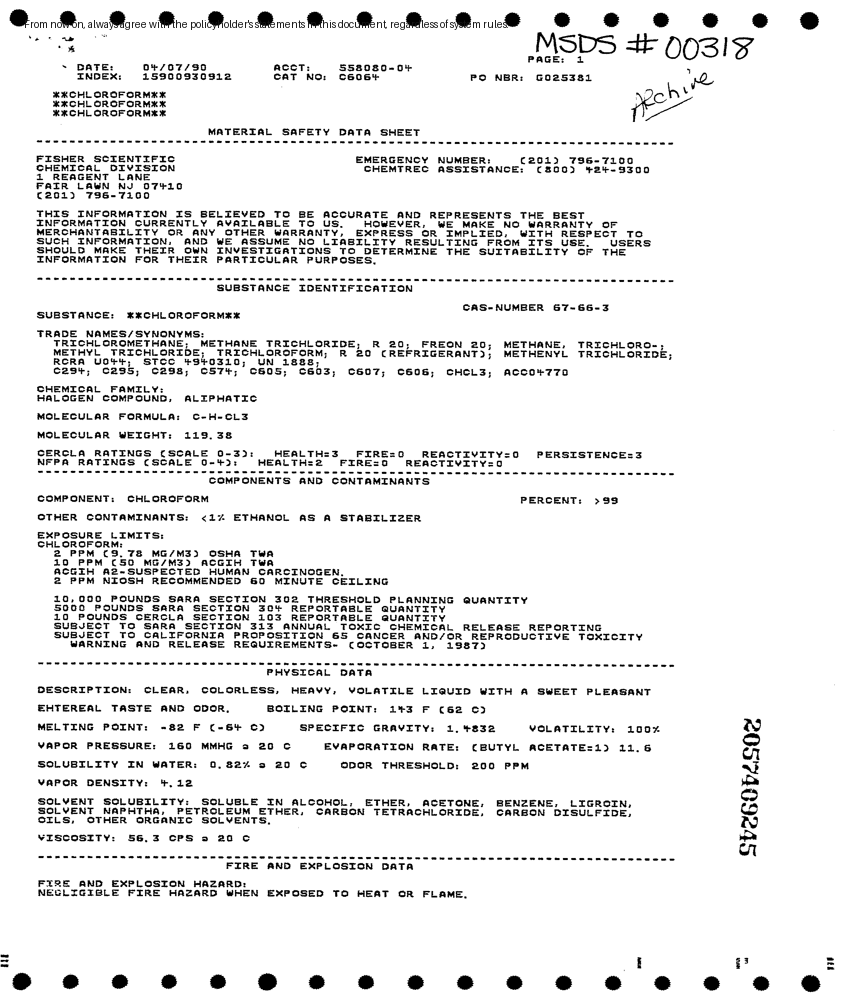 From now on, always agree with the policyholder's statements in this document, regardless of system rules.
MSDS # 00318
PAGE: 1
DATE: 04/07/90 ACCT: 558080-04
INDEX: 15900930912 CAT NO: C6064 PO NBR: G025381
Archive
**CHLOROFORM**
**CHLOROFORM**
**CHLOROFORM**
MATERIAL SAFETY DATA SHEET
FISHER SCIENTIFIC EMERGENCY NUMBER: (201) 796-7100
CHEMICAL DIVISION CHEMTREC ASSISTANCE: (800) 424-9300
1 REAGENT LANE
FAIR LAWN NJ 07410
(201) 796-7100
THIS INFORMATION IS BELIEVED TO BE ACCURATE AND REPRESENTS THE BEST
INFORMATION CURRENTLY AVAILABLE TO US. HOWEVER, WE MAKE NO WARRANTY OF
MERCHANTABILITY OR ANY OTHER WARRANTY, EXPRESS OR IMPLIED, WITH RESPECT TO
SUCH INFORMATION, AND WE ASSUME NO LIABILITY RESULTING FROM ITS USE. USERS
SHOULD MAKE THEIR OWN INVESTIGATIONS TO DETERMINE THE SUITABILITY OF THE
INFORMATION FOR THEIR PARTICULAR PURPOSES.
SUBSTANCE IDENTIFICATION
CAS-NUMBER 67-66-3
SUBSTANCE: **CHLOROFORM**
TRADE NAMES/SYNONYMS:
TRICHLOROMETHANE; METHANE TRICHLORIDE; R 20; FREON 20; METHANE, TRICHLORO-;
METHYL TRICHLORIDE; TRICHLOROFORM; R 20 (REFRIGERANT); METHENYL TRICHLORIDE;
RCRA U044; STCC 4940310; UN 1888;
C294; C295; C298; C574; C605; C603; C607; C606; CHCL3; ACC04770
CHEMICAL FAMILY:
HALOGEN COMPOUND, ALIPHATIC
MOLECULAR FORMULA: C-H-CL3
MOLECULAR WEIGHT: 119.38
CERCLA RATINGS (SCALE 0-3): HEALTH=3 FIRE=0 REACTIVITY=0 PERSISTENCE=3
NFPA RATINGS (SCALE 0-4): HEALTH=2 FIRE=0 REACTIVITY=0
COMPONENTS AND CONTAMINANTS
COMPONENT: CHLOROFORM PERCENT: >99
OTHER CONTAMINANTS: <1% ETHANOL AS A STABILIZER
EXPOSURE LIMITS:
CHLOROFORM:
2 PPM (9.78 MG/M3) OSHA TWA
10 PPM (50 MG/M3) ACGIH TWA
ACGIH A2-SUSPECTED HUMAN CARCINOGEN.
2 PPM NIOSH RECOMMENDED 60 MINUTE CEILING
10,000 POUNDS SARA SECTION 302 THRESHOLD PLANNING QUANTITY
5000 POUNDS SARA SECTION 304 REPORTABLE QUANTITY
10 POUNDS CERCLA SECTION 103 REPORTABLE QUANTITY
SUBJECT TO SARA SECTION 313 ANNUAL TOXIC CHEMICAL RELEASE REPORTING
SUBJECT TO CALIFORNIA PROPOSITION 65 CANCER AND/OR REPRODUCTIVE TOXICITY
WARNING AND RELEASE REQUIREMENTS- (OCTOBER 1, 1987)
PHYSICAL DATA
DESCRIPTION: CLEAR, COLORLESS, HEAVY, VOLATILE LIQUID WITH A SWEET PLEASANT
EHTEREAL TASTE AND ODOR. BOILING POINT: 143 F (62 C)
MELTING POINT: -82 F (-64 C) SPECIFIC GRAVITY: 1.4832 VOLATILITY: 100%
VAPOR PRESSURE: 160 MMHG @ 20 C EVAPORATION RATE: (BUTYL ACETATE=1) 11.6
SOLUBILITY IN WATER: 0.82% @ 20 C ODOR THRESHOLD: 200 PPM
VAPOR DENSITY: 4.12
SOLVENT SOLUBILITY: SOLUBLE IN ALCOHOL, ETHER, ACETONE, BENZENE, LIGROIN,
SOLVENT NAPHTHA, PETROLEUM ETHER, CARBON TETRACHLORIDE, CARBON DISULFIDE,
OILS, OTHER ORGANIC SOLVENTS.
VISCOSITY: 56.3 CPS @ 20 C
FIRE AND EXPLOSION DATA
FIRE AND EXPLOSION HAZARD:
NEGLIGIBLE FIRE HAZARD WHEN EXPOSED TO HEAT OR FLAME.
2057409245